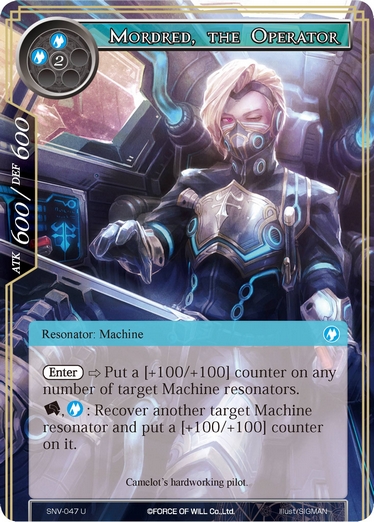 Mordred, the Operator
2
ATK 600 / DEF 600
Resonator: Machine
Enter ⇨ Put a [+100/+100] counter on any
number of target Machine resonators.
, : Recover another target Machine
resonator and put a [+100/+100] counter
on it.
Camelot's hardworking pilot.
SNV-047 U
©FORCE OF WILL Co.,Ltd.
Illust/SIGMAN~